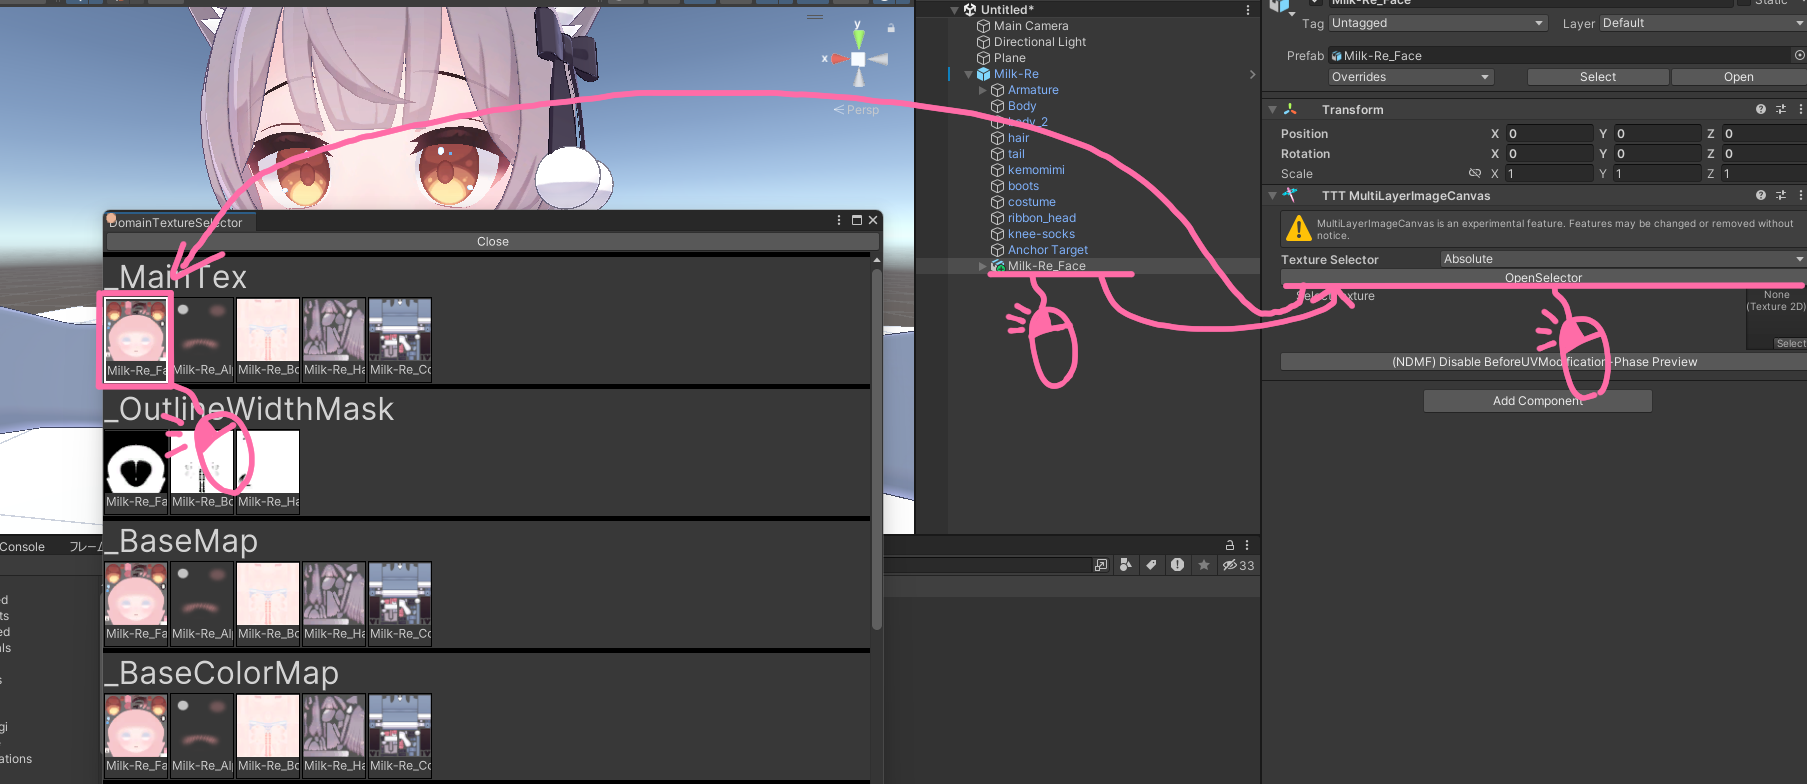 Untitled*
Main Camera
Directional Light
Plane
Milk-Re
Armature
Body
body_2
hair
tail
kemomimi
boots
costume
ribbon_head
knee-socks
Anchor Target
Milk-Re_Face
y
x
Persp
Milk-Re_Face
Static
Tag Untagged Layer Default
Prefab Milk-Re_Face
Overrides Select Open
Transform
Position X 0 Y 0 Z 0
Rotation X 0 Y 0 Z 0
Scale X 1 Y 1 Z 1
TTT MultiLayerImageCanvas
MultiLayerImageCanvas is an experimental feature. Features may be changed or removed without
notice.
Texture Selector Absolute
OpenSelector
SelectTexture
None
(Texture 2D)
Select
(NDMF) Disable BeforeUVModification-Phase Preview
Add Component
DomainTextureSelector
Close
_MainTex
Milk-Re_Fa Milk-Re_Al Milk-Re_Bo Milk-Re_Ha Milk-Re_Co
_OutlineWidthMask
Milk-Re_Fa Milk-Re_Bo Milk-Re_Ha
_BaseMap
Milk-Re_Fa Milk-Re_Al Milk-Re_Bo Milk-Re_Ha Milk-Re_Co
_BaseColorMap
Milk-Re_Fa Milk-Re_Al Milk-Re_Bo Milk-Re_Ha Milk-Re_Co
Console フレーム
33
d
ts
ed
als
s
gi
ations